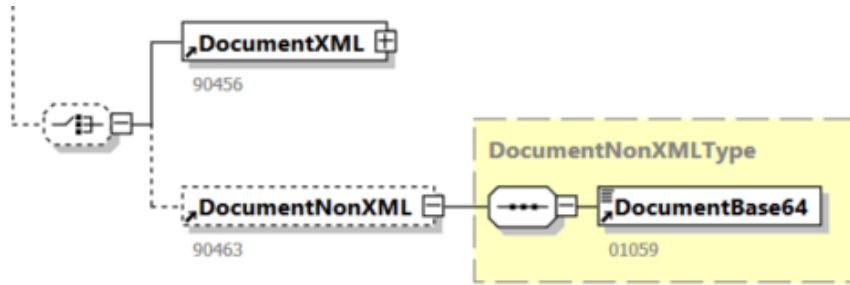 DocumentXML
90456
DocumentNonXMLType
DocumentNonXML
DocumentBase64
90463
01059